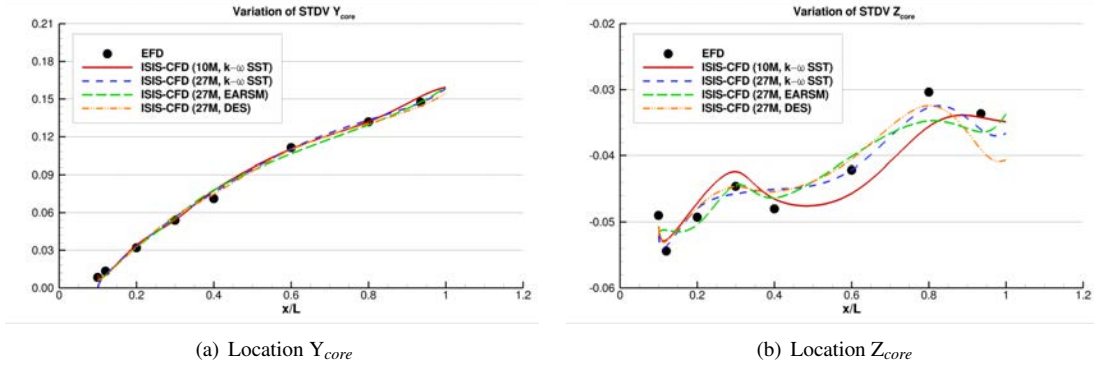 Variation of STDV Y_core
0.21
0.18
0.15
0.12
0.09
0.06
0.03
0.00
EFD
ISIS-CFD (10M, k-ω SST)
ISIS-CFD (27M, k-ω SST)
ISIS-CFD (27M, EARSM)
ISIS-CFD (27M, DES)
0 0.2 0.4 0.6 0.8 1 1.2
x/L
(a) Location Y_core
Variation of STDV Z_core
-0.02
-0.03
-0.04
-0.05
-0.06
EFD
ISIS-CFD (10M, k-ω SST)
ISIS-CFD (27M, k-ω SST)
ISIS-CFD (27M, EARSM)
ISIS-CFD (27M, DES)
0 0.2 0.4 0.6 0.8 1 1.2
x/L
(b) Location Z_core